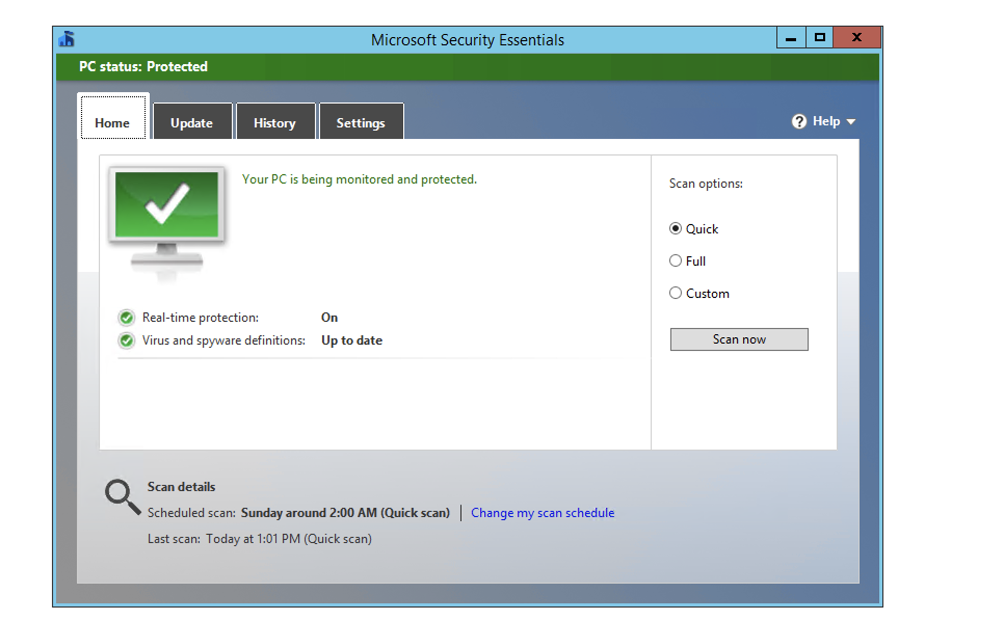 Microsoft Security Essentials
PC status: Protected
Home
Update
History
Settings
? Help
Your PC is being monitored and protected.
Scan options:
Quick
Full
Custom
Real-time protection: On
Virus and spyware definitions: Up to date
Scan now
Scan details
Scheduled scan: Sunday around 2:00 AM (Quick scan) | Change my scan schedule
Last scan: Today at 1:01 PM (Quick scan)